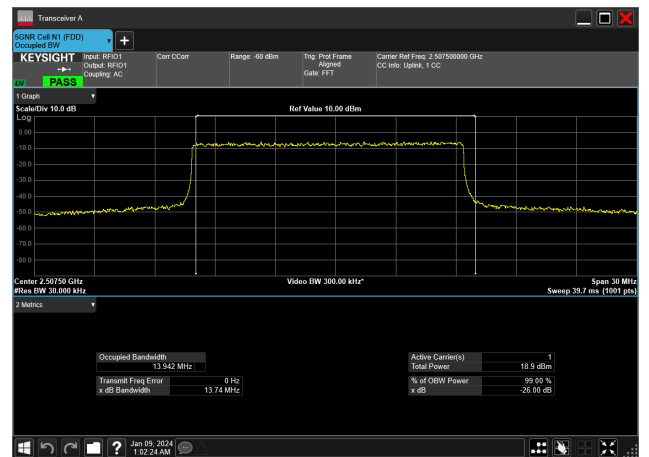 Transceiver A
5GNR Cell N1 (FDD)
Occupied BW
KEYSIGHT
Input: RFIO1
Output: RFIO1
Coupling: AC
Corr CCorr
Range: -60 dBm
Trig: Prot Frame
Aligned
Gate: FFT
Carrier Ref Freq: 2.507500000 GHz
CC Info: Uplink, 1 CC
PASS
1 Graph
Scale/Div 10.0 dB
Ref Value 10.00 dBm
Log
0.00
-10.0
-20.0
-30.0
-40.0
-50.0
-60.0
-70.0
-80.0
Center 2.50750 GHz
Video BW 300.00 kHz*
Span 30 MHz
#Res BW 30.000 kHz
Sweep 39.7 ms (1001 pts)
2 Metrics
Occupied Bandwidth
13.942 MHz
Active Carrier(s) 1
Total Power 18.9 dBm
Transmit Freq Error 0 Hz
x dB Bandwidth 13.74 MHz
% of OBW Power 99.00 %
x dB -26.00 dB
Jan 09, 2024
1:02:24 AM